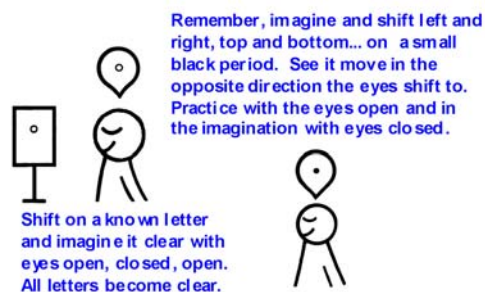 Remember, imagine and shift left and
right, top and bottom... on a small
black period. See it move in the
opposite direction the eyes shift to.
Practice with the eyes open and in
the imagination with eyes closed.
Shift on a known letter
and imagine it clear with
eyes open, closed, open.
All letters become clear.